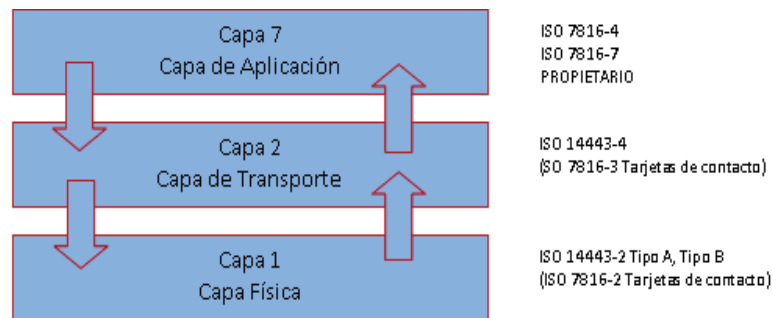 Capa 7
Capa de Aplicación
ISO 7816-4
ISO 7816-7
PROPIETARIO
Capa 2
Capa de Transporte
ISO 14443-4
(SO 7816-3 Tarjetas de contacto)
Capa 1
Capa Física
ISO 14443-2 Tipo A, Tipo B
(ISO 7816-2 Tarjetas de contacto)